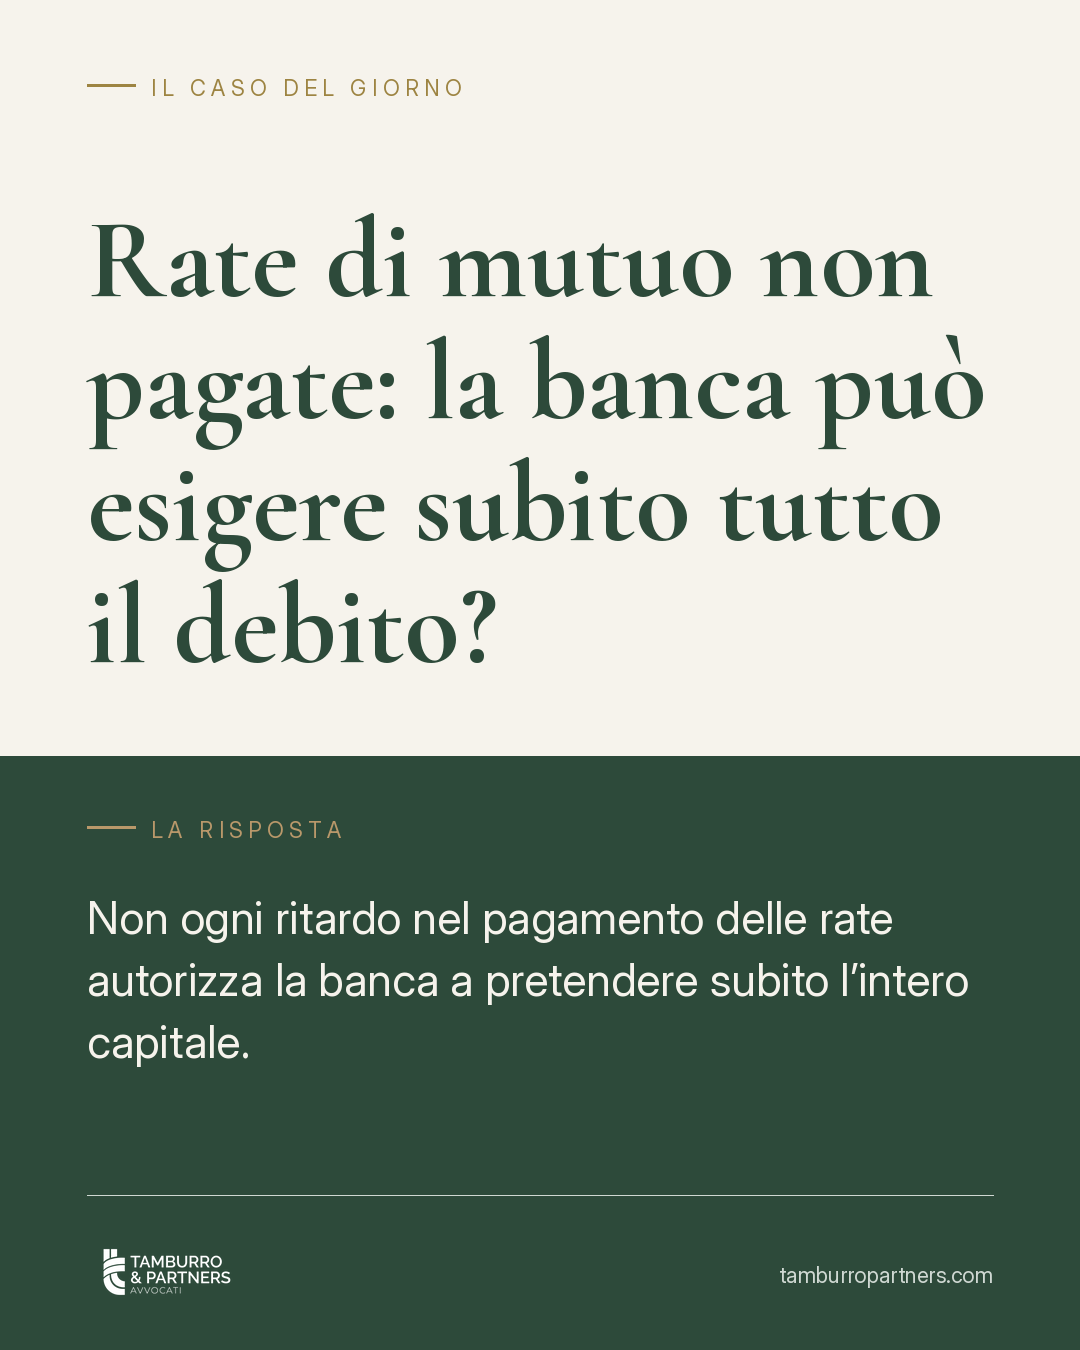 IL CASO DEL GIORNO
Rate di mutuo non
pagate: la banca può
esigere subito tutto
il debito?
LA RISPOSTA
Non ogni ritardo nel pagamento delle rate
autorizza la banca a pretendere subito l’intero
capitale.
TAMBURRO
& PARTNERS
AVVOCATI
tamburropartners.com